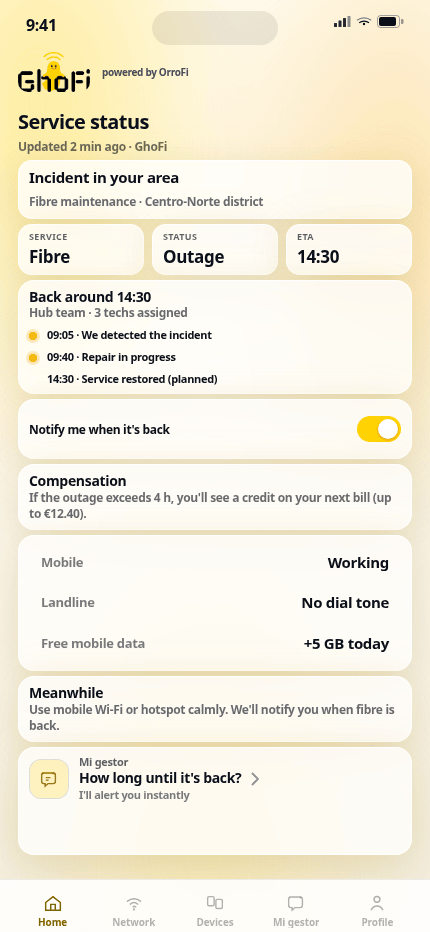 9:41
GhoFi
powered by OrroFi
Service status
Updated 2 min ago · GhoFi
Incident in your area
Fibre maintenance · Centro-Norte district
SERVICE
Fibre
STATUS
Outage
ETA
14:30
Back around 14:30
Hub team · 3 techs assigned
09:05 · We detected the incident
09:40 · Repair in progress
14:30 · Service restored (planned)
Notify me when it's back
Compensation
If the outage exceeds 4 h, you'll see a credit on your next bill (up
to €12.40).
Mobile
Working
Landline
No dial tone
Free mobile data
+5 GB today
Meanwhile
Use mobile Wi-Fi or hotspot calmly. We'll notify you when fibre is
back.
Mi gestor
How long until it's back?
I'll alert you instantly
Home
Network
Devices
Mi gestor
Profile